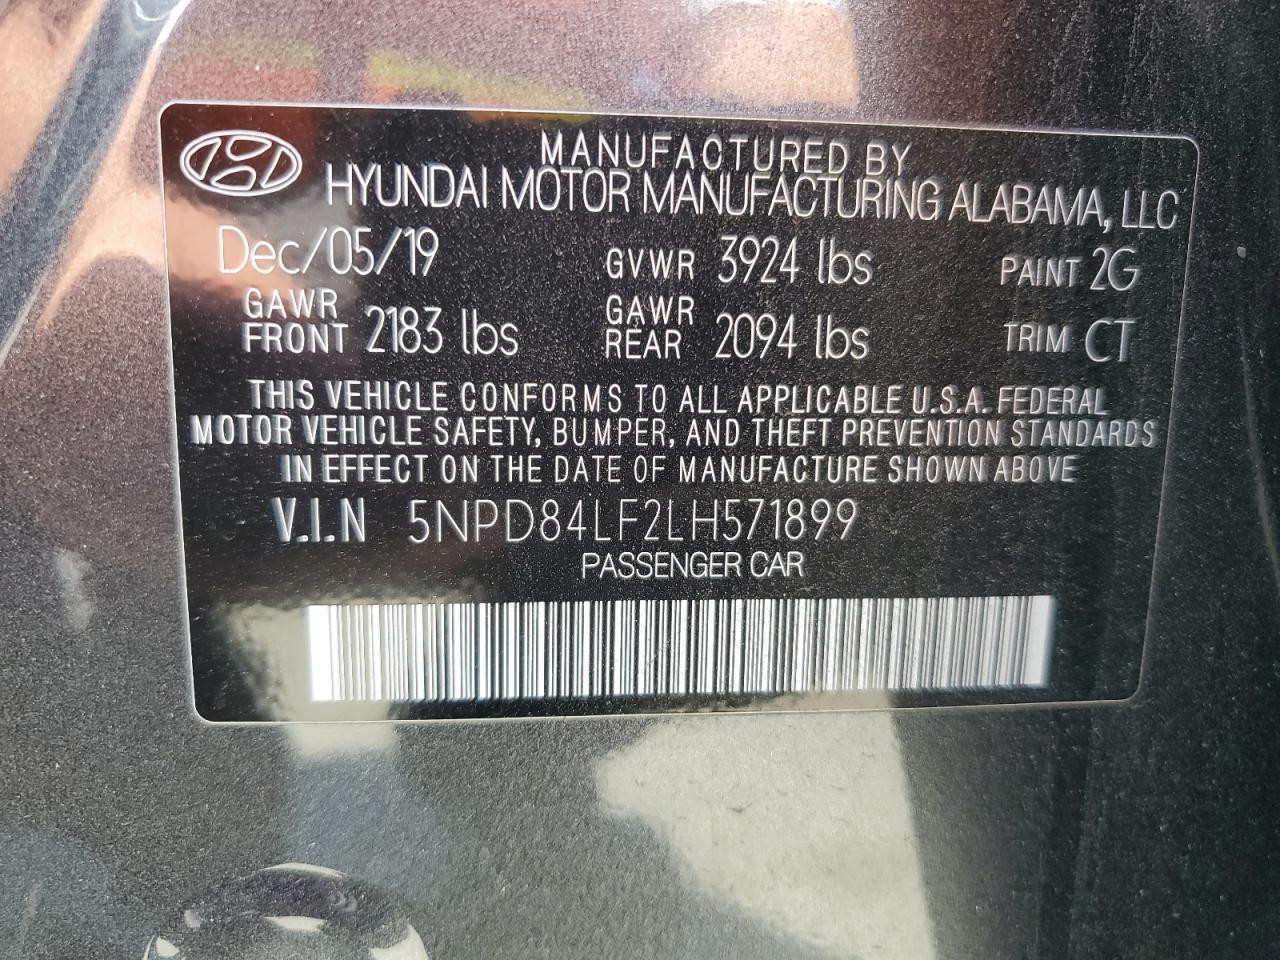 MANUFACTURED BY
HYUNDAI MOTOR MANUFACTURING ALABAMA, LLC
Dec/05/19 GVWR 3924 lbs PAINT 2G
GAWR FRONT 2183 lbs GAWR REAR 2094 lbs TRIM CT
THIS VEHICLE CONFORMS TO ALL APPLICABLE U.S.A. FEDERAL
MOTOR VEHICLE SAFETY, BUMPER, AND THEFT PREVENTION STANDARDS
IN EFFECT ON THE DATE OF MANUFACTURE SHOWN ABOVE
V.I.N 5NPD84LF2LH571899
PASSENGER CAR